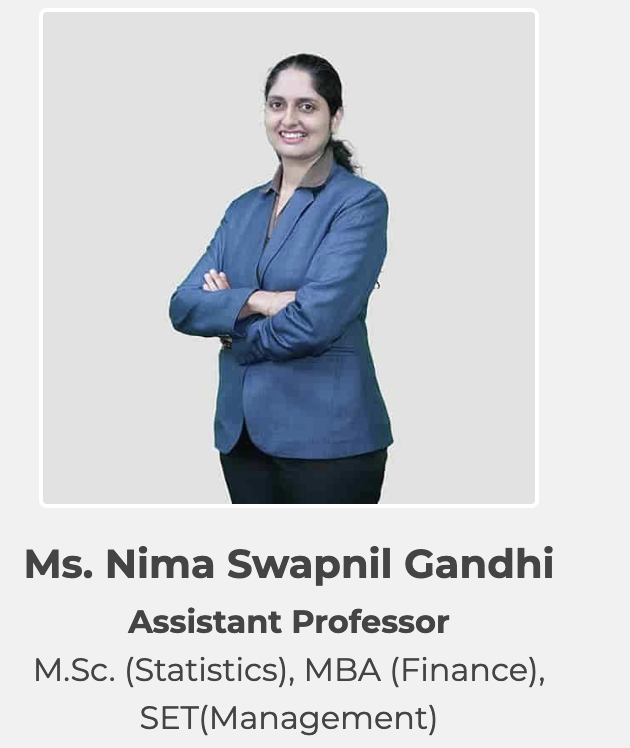 Ms. Nima Swapnil Gandhi
Assistant Professor
M.Sc. (Statistics), MBA (Finance),
SET(Management)